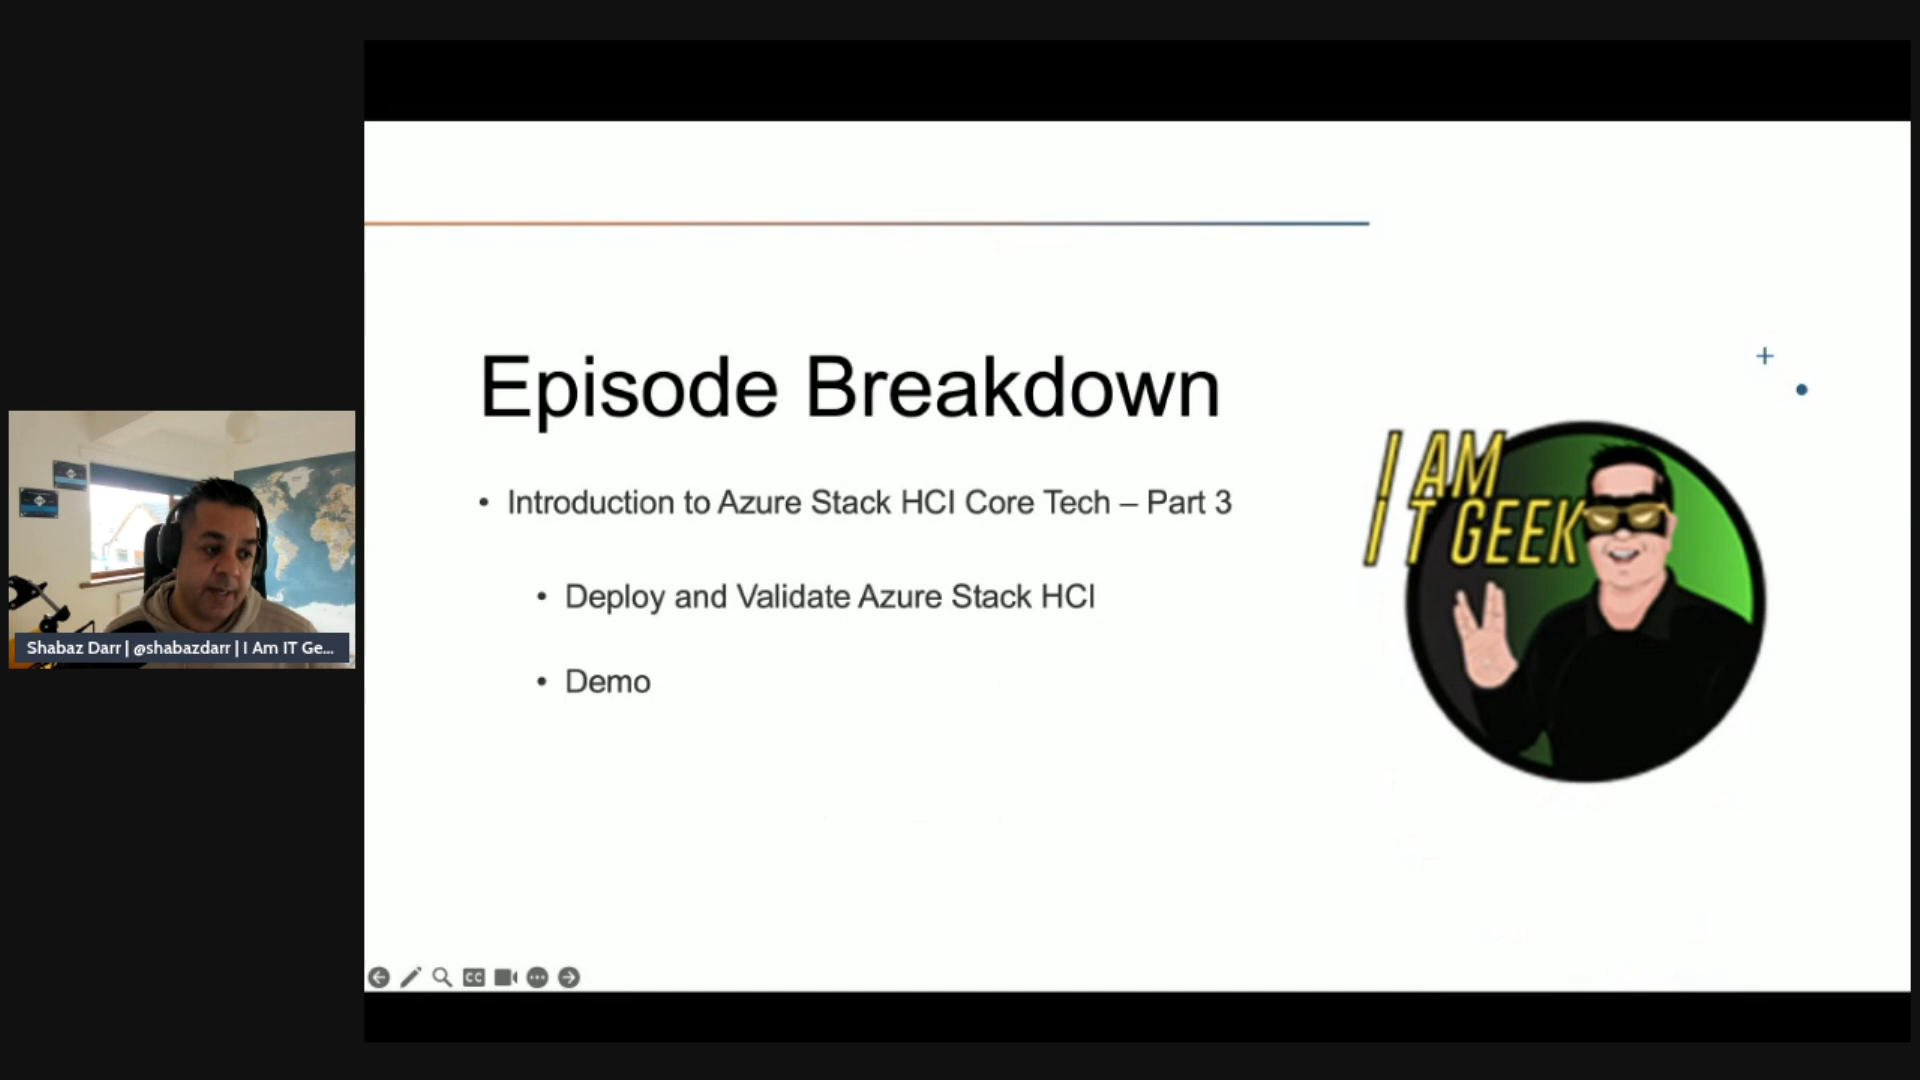 Episode Breakdown
• Introduction to Azure Stack HCI Core Tech – Part 3
• Deploy and Validate Azure Stack HCI
• Demo
I AM
I T GEEK
Shabaz Darr | @shabazdarr | I Am IT Ge...
CC